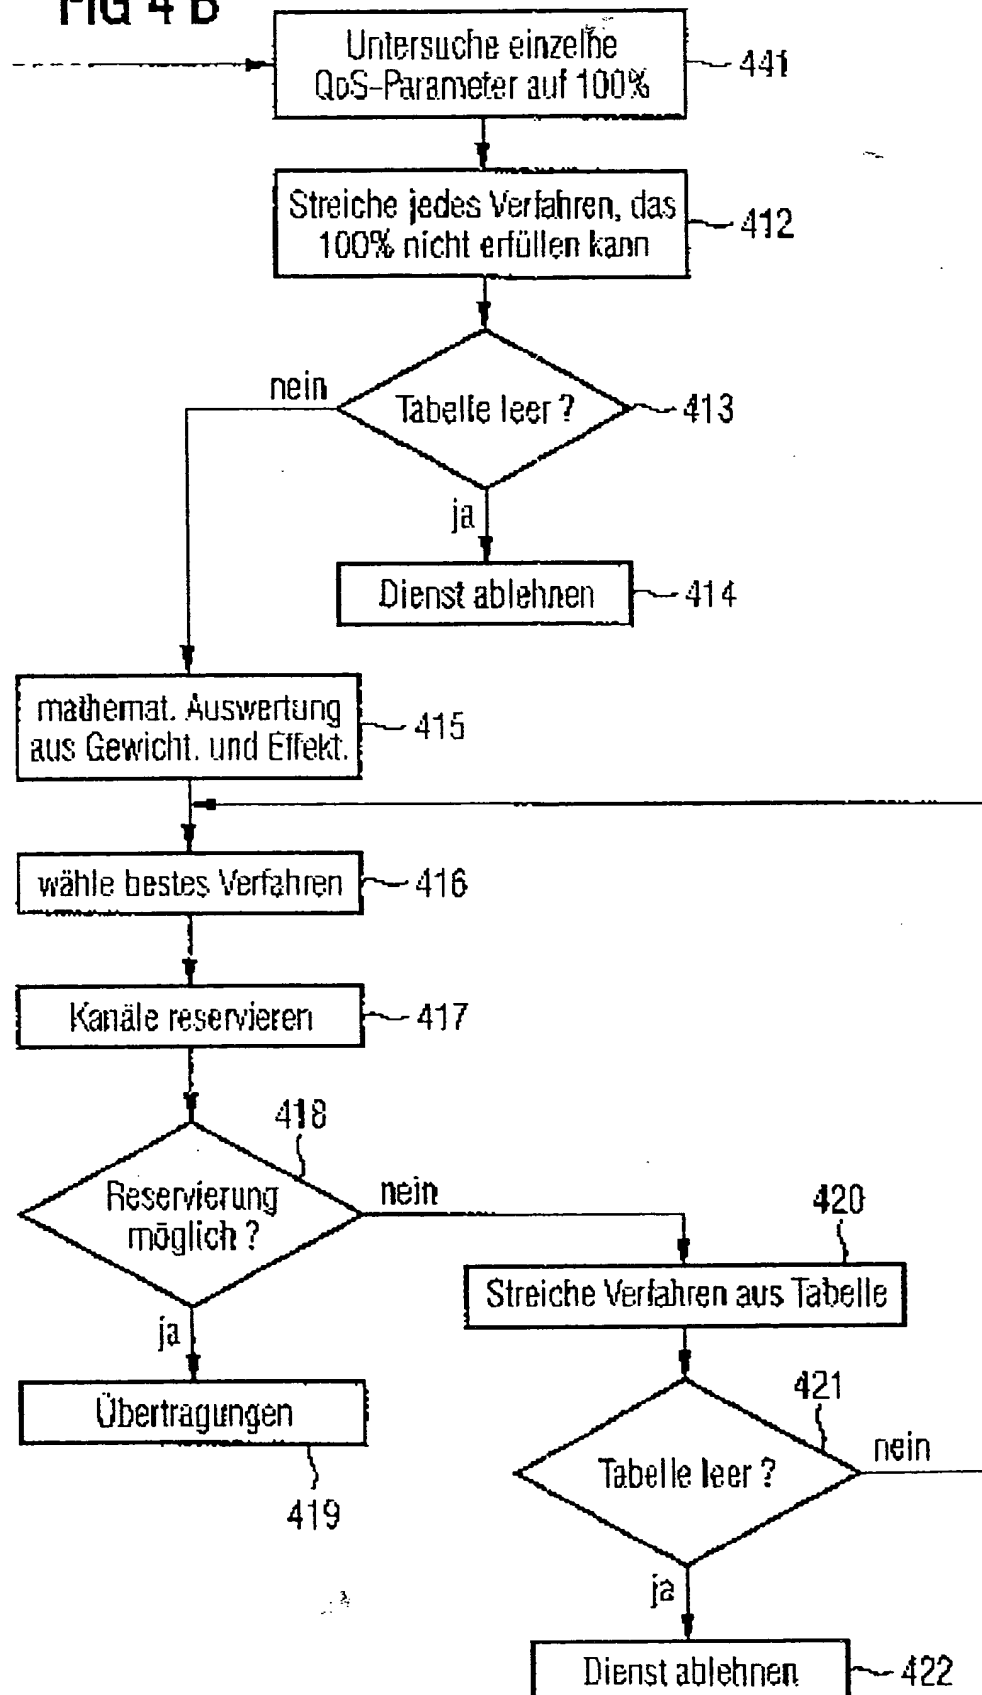 FIG 4 B
Untersuche einzelne
QoS-Parameter auf 100%
441
Streiche jedes Verfahren, das
100% nicht erfüllen kann
412
nein
Tabelle leer ?
413
ja
Dienst ablehnen
414
mathemat. Auswertung
aus Gewicht. und Effekt.
415
wähle bestes Verfahren
416
Kanäle reservieren
417
418
Reservierung
möglich ?
nein
420
Streiche Verfahren aus Tabelle
ja
Übertragungen
419
421
Tabelle leer ?
nein
ja
Dienst ablehnen
422